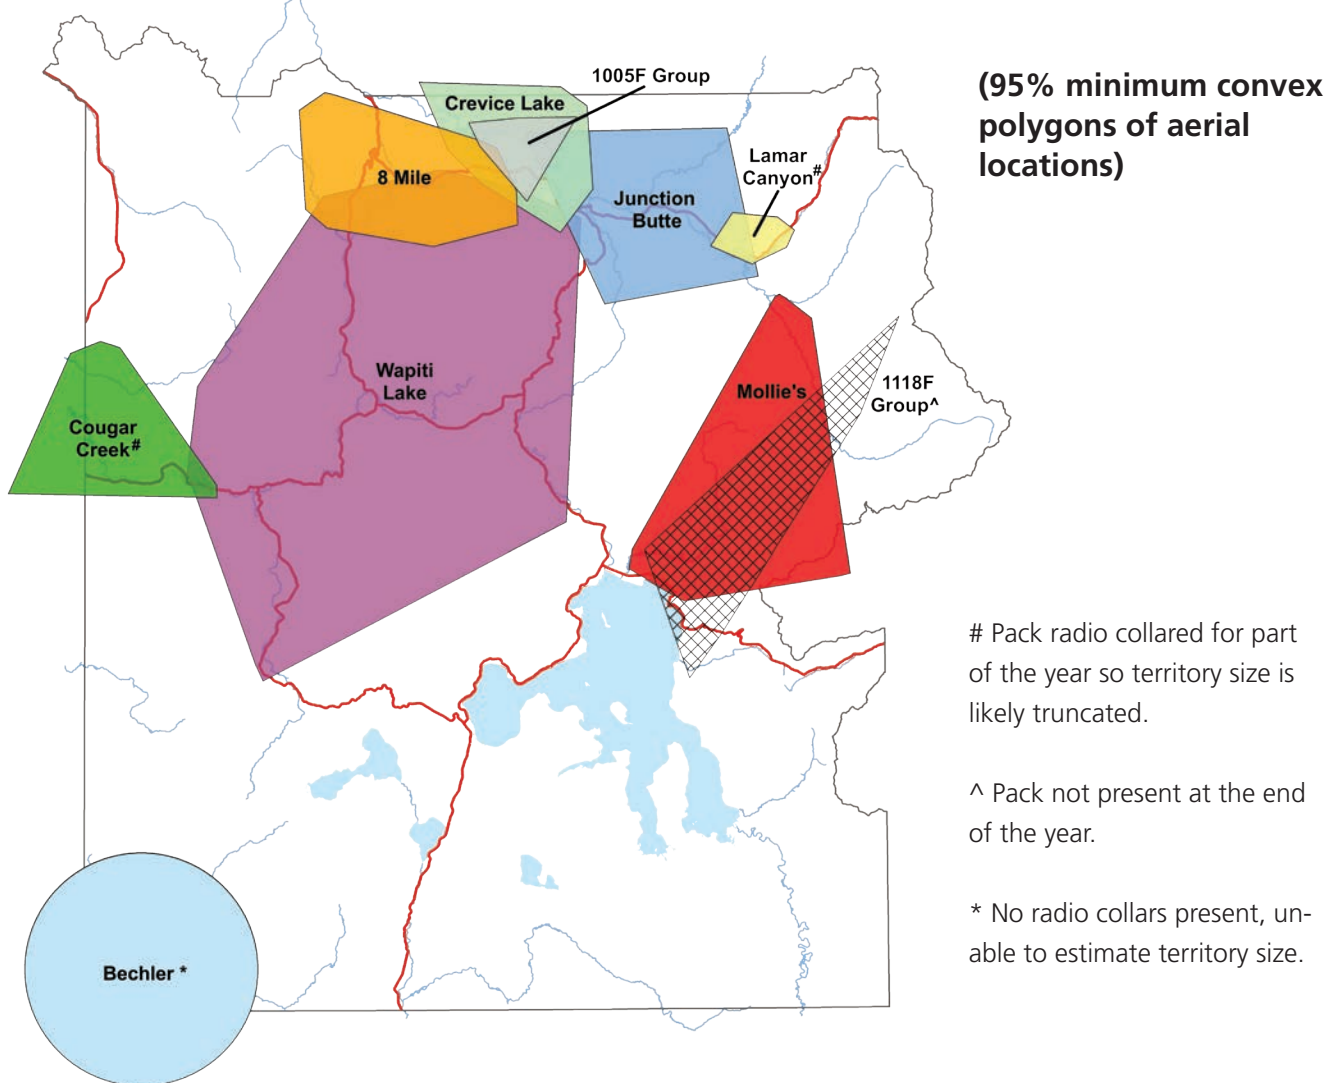 1005F Group
Crevice Lake
(95% minimum convex
polygons of aerial
locations)
8 Mile
Lamar
Canyon#
Junction
Butte
Wapiti
Lake
Mollie's
1118F
Group^
Cougar
Creek#
# Pack radio collared for part
of the year so territory size is
likely truncated.
^ Pack not present at the end
of the year.
* No radio collars present, un-
able to estimate territory size.
Bechler *